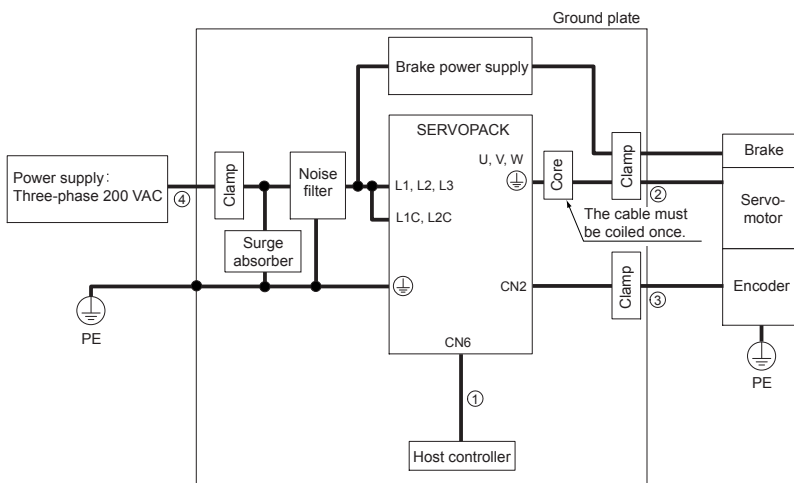 Ground plate
Brake power supply
SERVOPACK
Power supply:
Three-phase 200 VAC
④
Clamp
Noise
filter
L1, L2, L3
L1C, L2C
U, V, W
Core
Clamp
②
Brake
Servo-
motor
The cable must
be coiled once.
Surge
absorber
PE
CN2
Clamp
③
Encoder
PE
CN6
①
Host controller